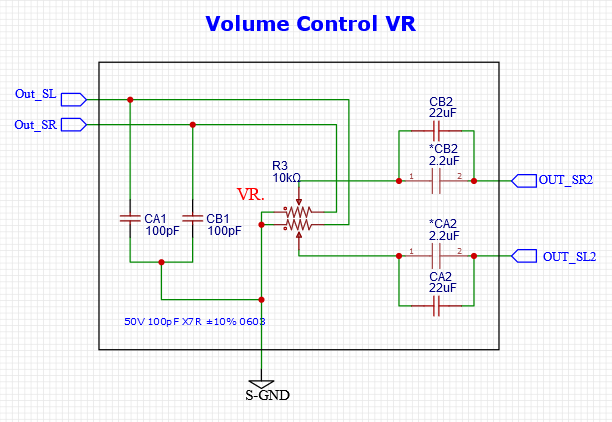 Volume Control VR
Out_SL
Out_SR
CB2
22uF
*CB2
2.2uF
1 2
OUT_SR2
R3
10kΩ
VR.
CA1
100pF
CB1
100pF
*CA2
2.2uF
1 2
OUT_SL2
CA2
22uF
50V 100pF X7R ±10% 0603
S-GND